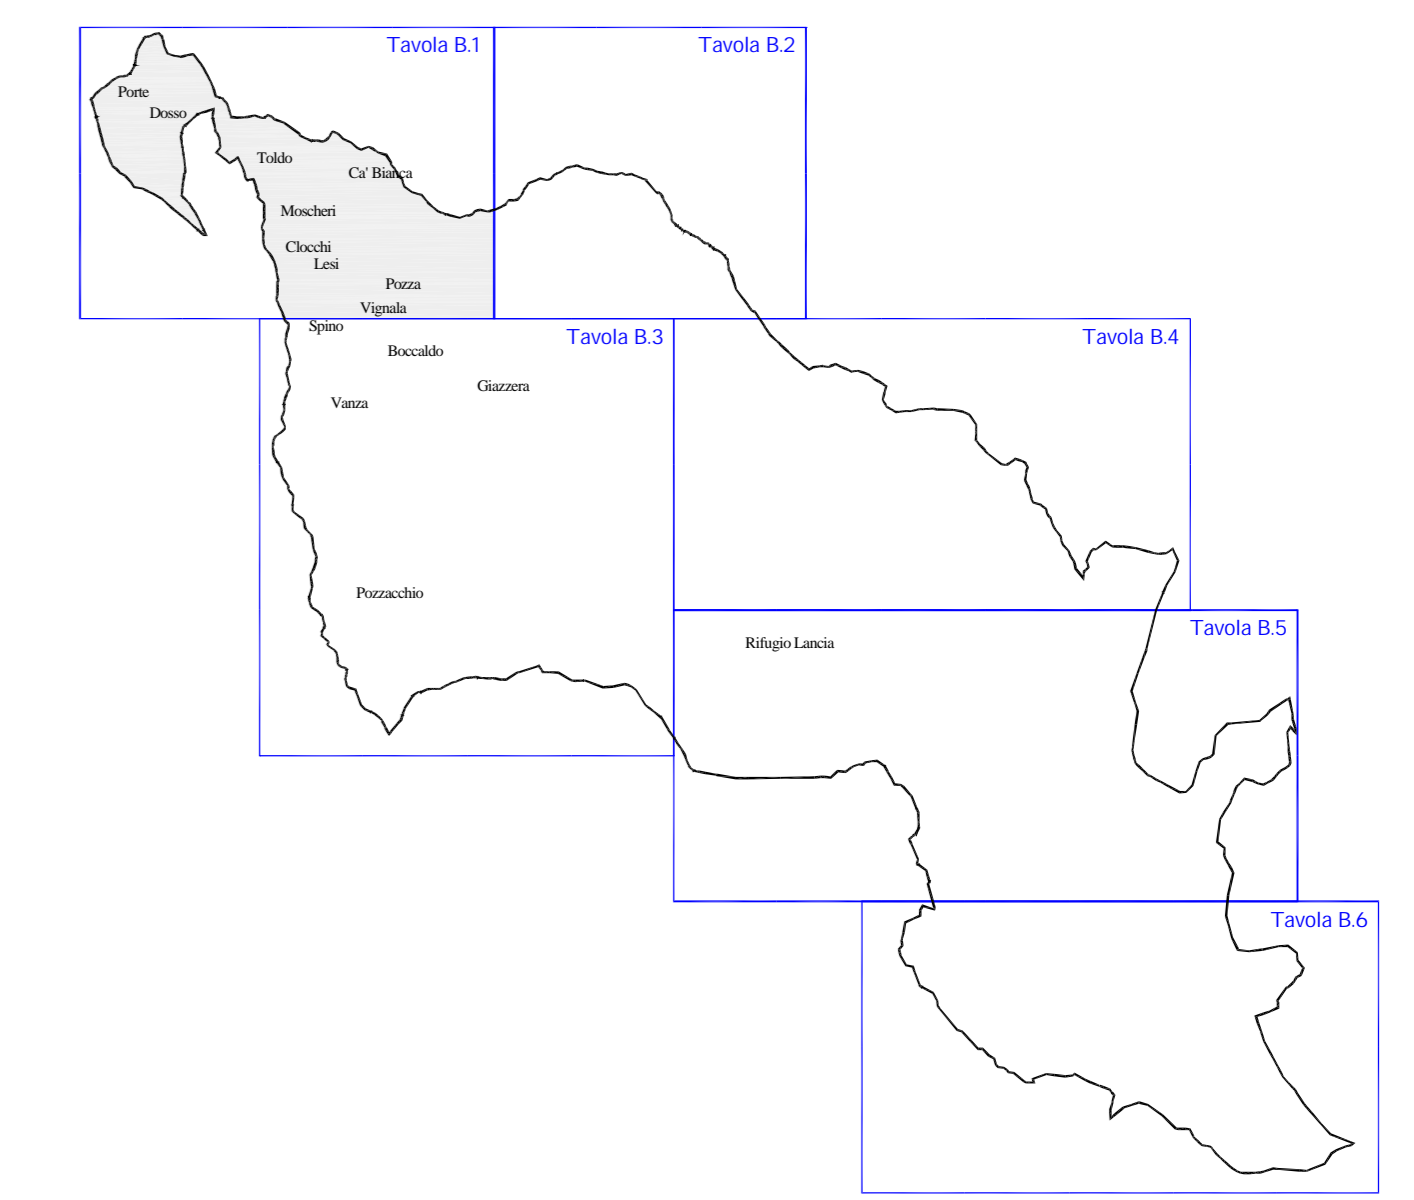 Tavola B.1
Tavola B.2
Porte
Dosso
Toldo
Ca' Bianca
Moscheri
Clocchi
Lesi
Pozza
Vignala
Spino
Tavola B.3
Tavola B.4
Boccaldo
Giazzera
Vanza
Pozzacchio
Tavola B.5
Rifugio Lancia
Tavola B.6